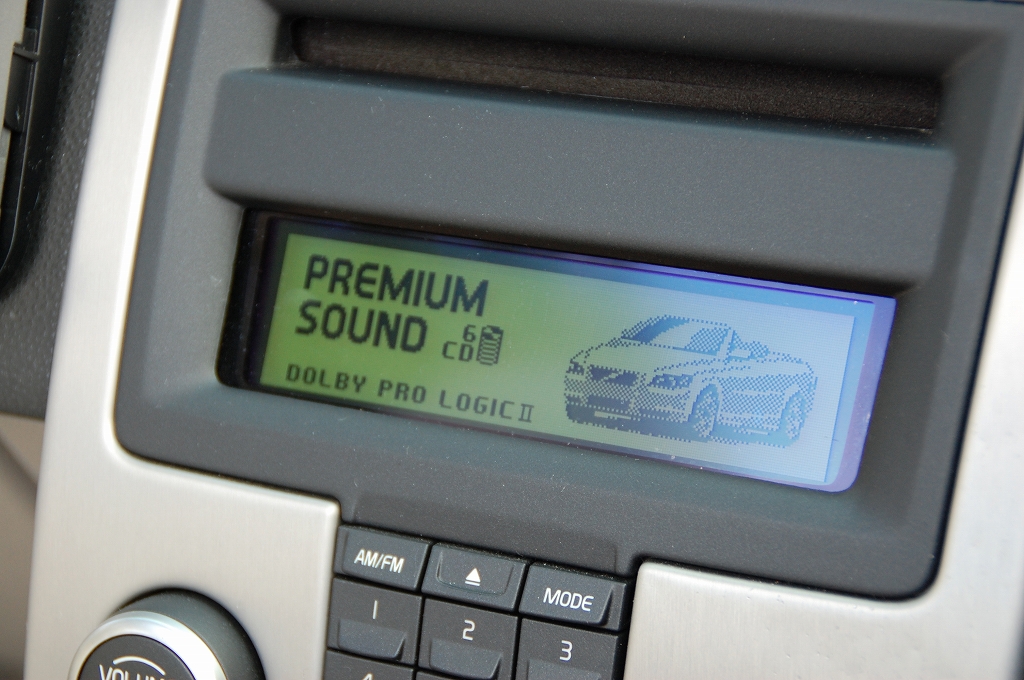 PREMIUM
SOUND
6
CD
DOLBY PRO LOGIC II
AM/FM
MODE
1
2
3